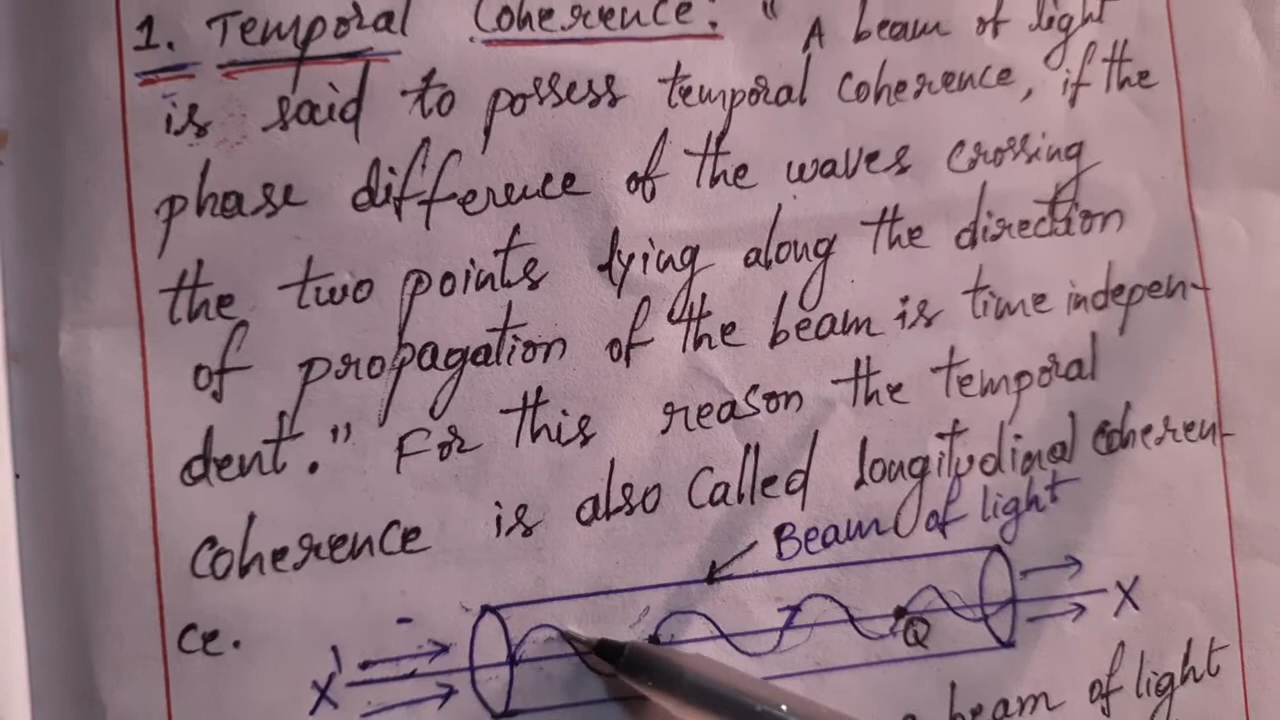 1. Temporal Coherence: " A beam of light
is said to possess temporal coherence, if the
phase difference of the waves crossing
the two points lying along the direction
of propagation of the beam is time indepen-
dent." For this reason the temporal
coherence is also called longitudinal coheren-
ce.
Beam of light
X' X
Q
beam of light